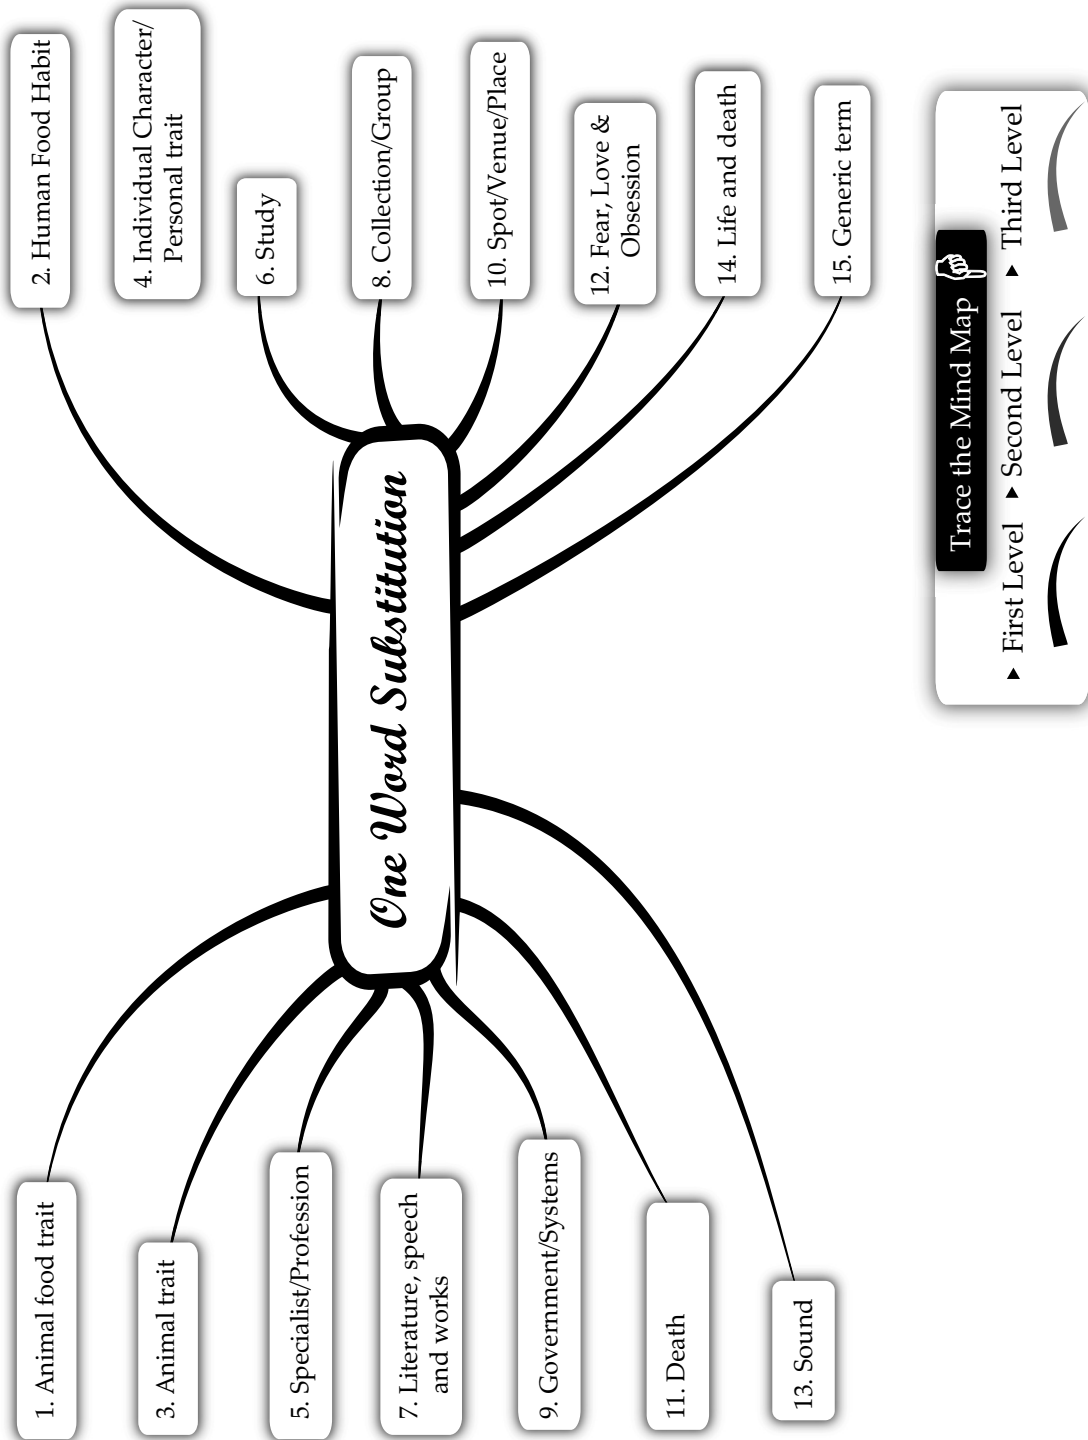 One Word Substitution
1. Animal food trait
2. Human Food Habit
3. Animal trait
4. Individual Character/
Personal trait
5. Specialist/Profession
6. Study
7. Literature, speech
and works
8. Collection/Group
9. Government/Systems
10. Spot/Venue/Place
11. Death
12. Fear, Love &
Obsession
13. Sound
14. Life and death
15. Generic term
Trace the Mind Map
First Level
Second Level
Third Level